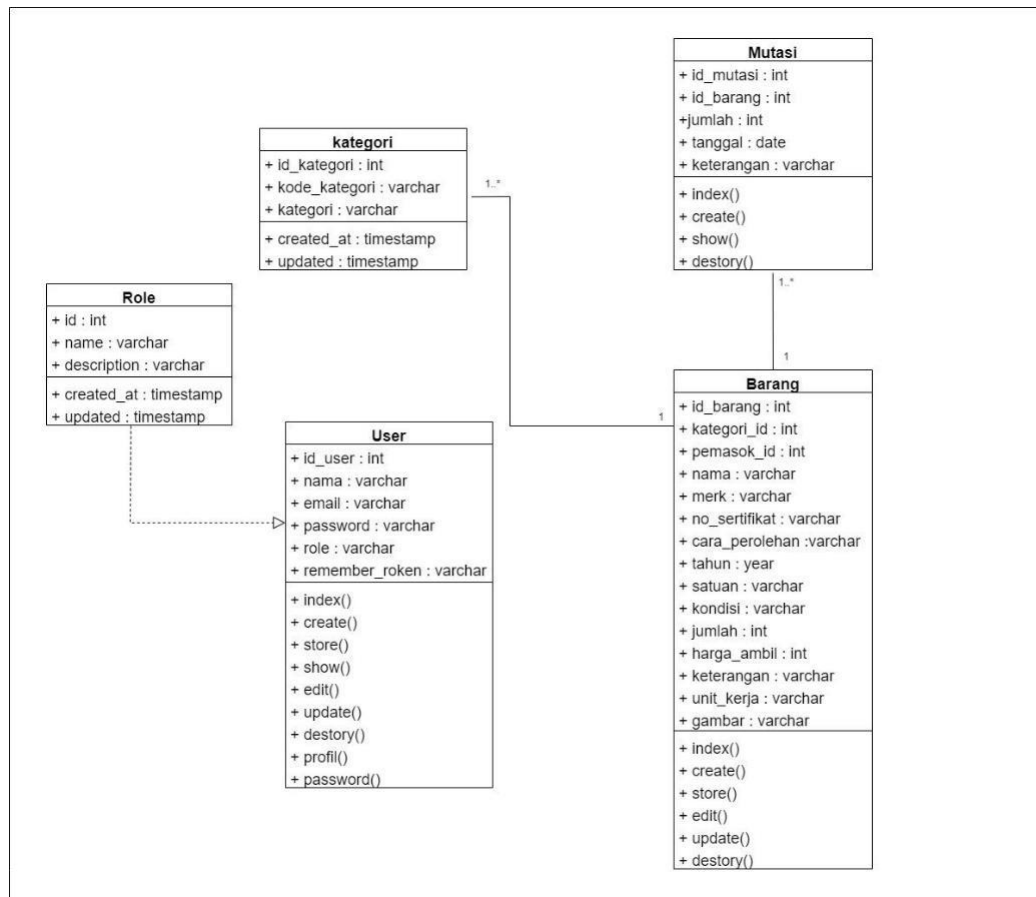 Mutasi
+ id_mutasi : int
+ id_barang : int
+jumlah : int
+ tanggal : date
+ keterangan : varchar
+ index()
+ create()
+ show()
+ destory()
1..*
1
kategori
+ id_kategori : int
+ kode_kategori : varchar
+ kategori : varchar
+ created_at : timestamp
+ updated : timestamp
1..*
1
Role
+ id : int
+ name : varchar
+ description : varchar
+ created_at : timestamp
+ updated : timestamp
User
+ id_user : int
+ nama : varchar
+ email : varchar
+ password : varchar
+ role : varchar
+ remember_roken : varchar
+ index()
+ create()
+ store()
+ show()
+ edit()
+ update()
+ destory()
+ profil()
+ password()
Barang
+ id_barang : int
+ kategori_id : int
+ pemasok_id : int
+ nama : varchar
+ merk : varchar
+ no_sertifikat : varchar
+ cara_perolehan :varchar
+ tahun : year
+ satuan : varchar
+ kondisi : varchar
+ jumlah : int
+ harga_ambil : int
+ keterangan : varchar
+ unit_kerja : varchar
+ gambar : varchar
+ index()
+ create()
+ store()
+ edit()
+ update()
+ destory()